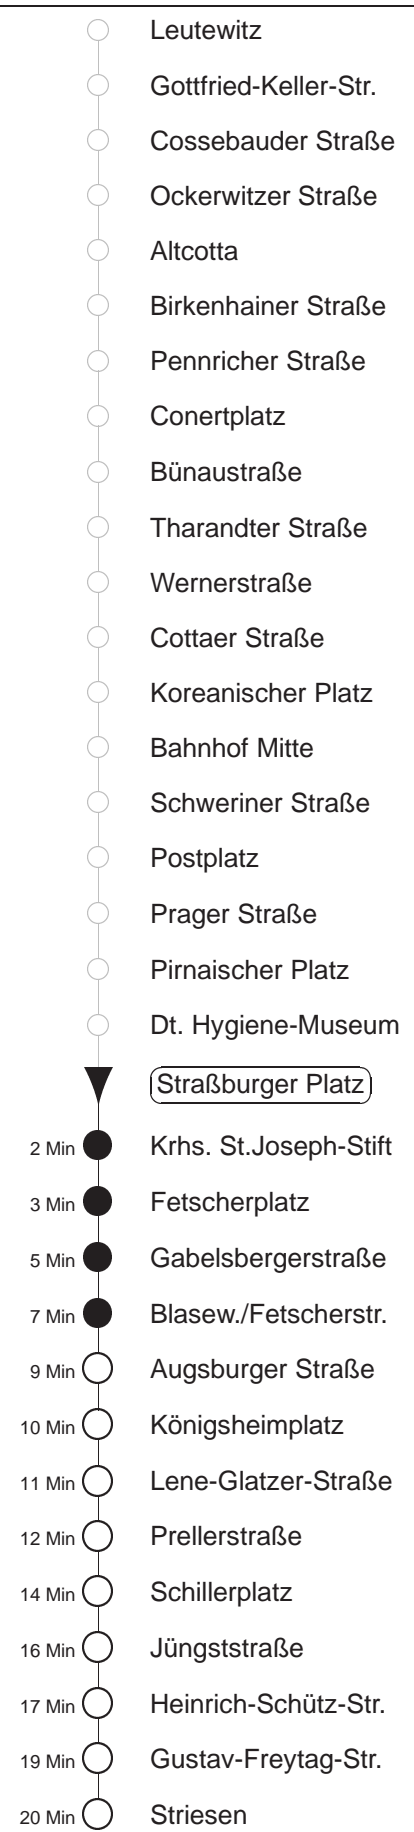 Leutewitz
Gottfried-Keller-Str.
Cossebauder Straße
Ockerwitzer Straße
Altcotta
Birkenhainer Straße
Pennricher Straße
Conertplatz
Bünaustraße
Tharandter Straße
Wernerstraße
Cottaer Straße
Koreanischer Platz
Bahnhof Mitte
Schweriner Straße
Postplatz
Prager Straße
Pirnaischer Platz
Dt. Hygiene-Museum
Straßburger Platz
2 Min Krhs. St.Joseph-Stift
3 Min Fetscherplatz
5 Min Gabelsbergerstraße
7 Min Blasew./Fetscherstr.
9 Min Augsburger Straße
10 Min Königsheimplatz
11 Min Lene-Glatzer-Straße
12 Min Prellerstraße
14 Min Schillerplatz
16 Min Jüngststraße
17 Min Heinrich-Schütz-Str.
19 Min Gustav-Freytag-Str.
20 Min Striesen